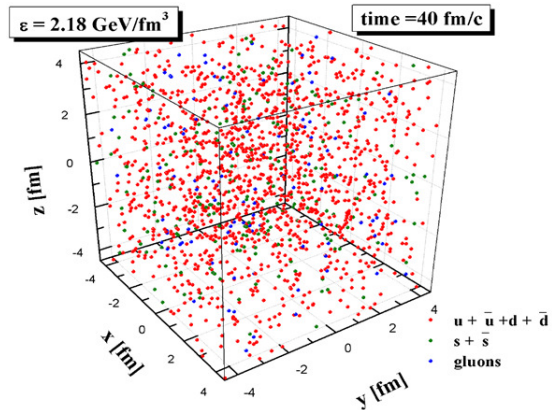 ε = 2.18 GeV/fm³
time =40 fm/c
4
2
0
-2
-4
z [fm]
-4
-2
0
2
4
x [fm]
-4
-2
0
2
4
y [fm]
u + u̅ +d + d̅
s + s̅
gluons